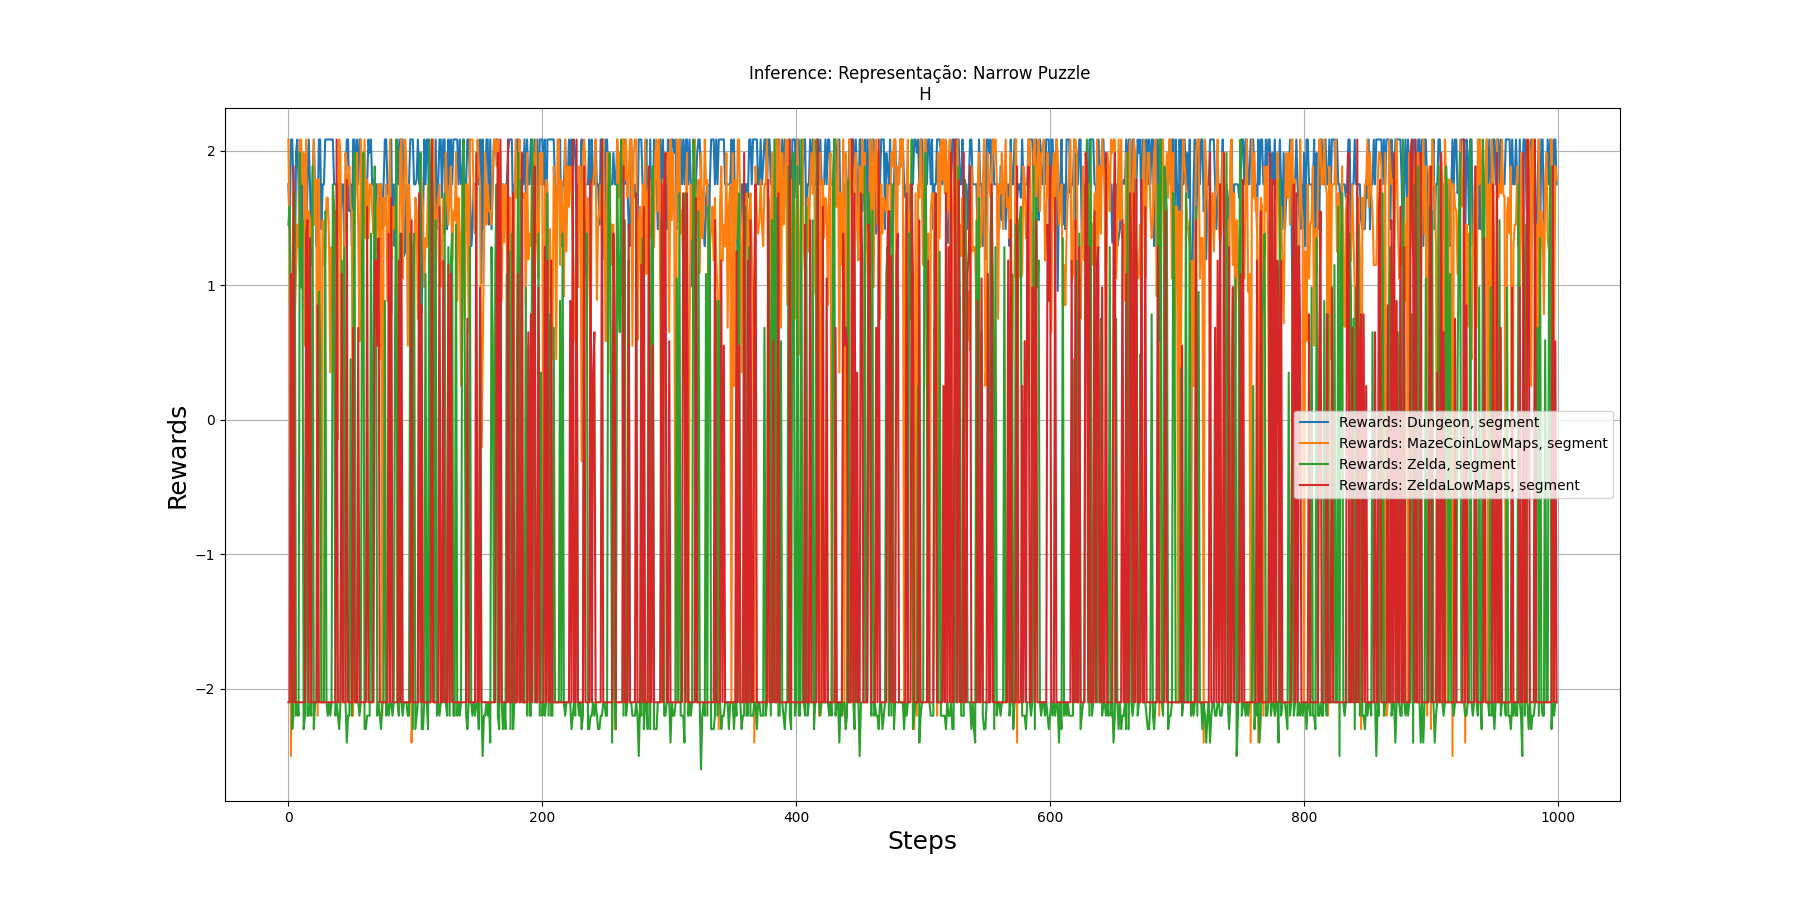 Inference: Representação: Narrow Puzzle
H
Rewards
2
1
0
−1
−2
Rewards: Dungeon, segment
Rewards: MazeCoinLowMaps, segment
Rewards: Zelda, segment
Rewards: ZeldaLowMaps, segment
0 200 400 600 800 1000
Steps